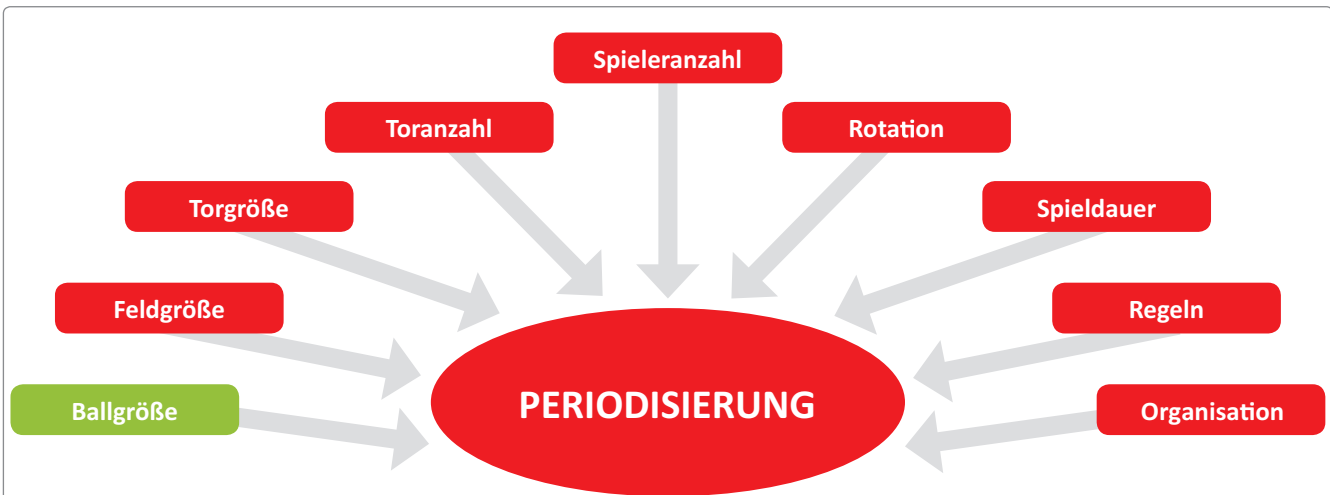 Spieleranzahl
Toranzahl
Rotation
Torgröße
Spieldauer
Feldgröße
Regeln
Ballgröße
PERIODISIERUNG
Organisation